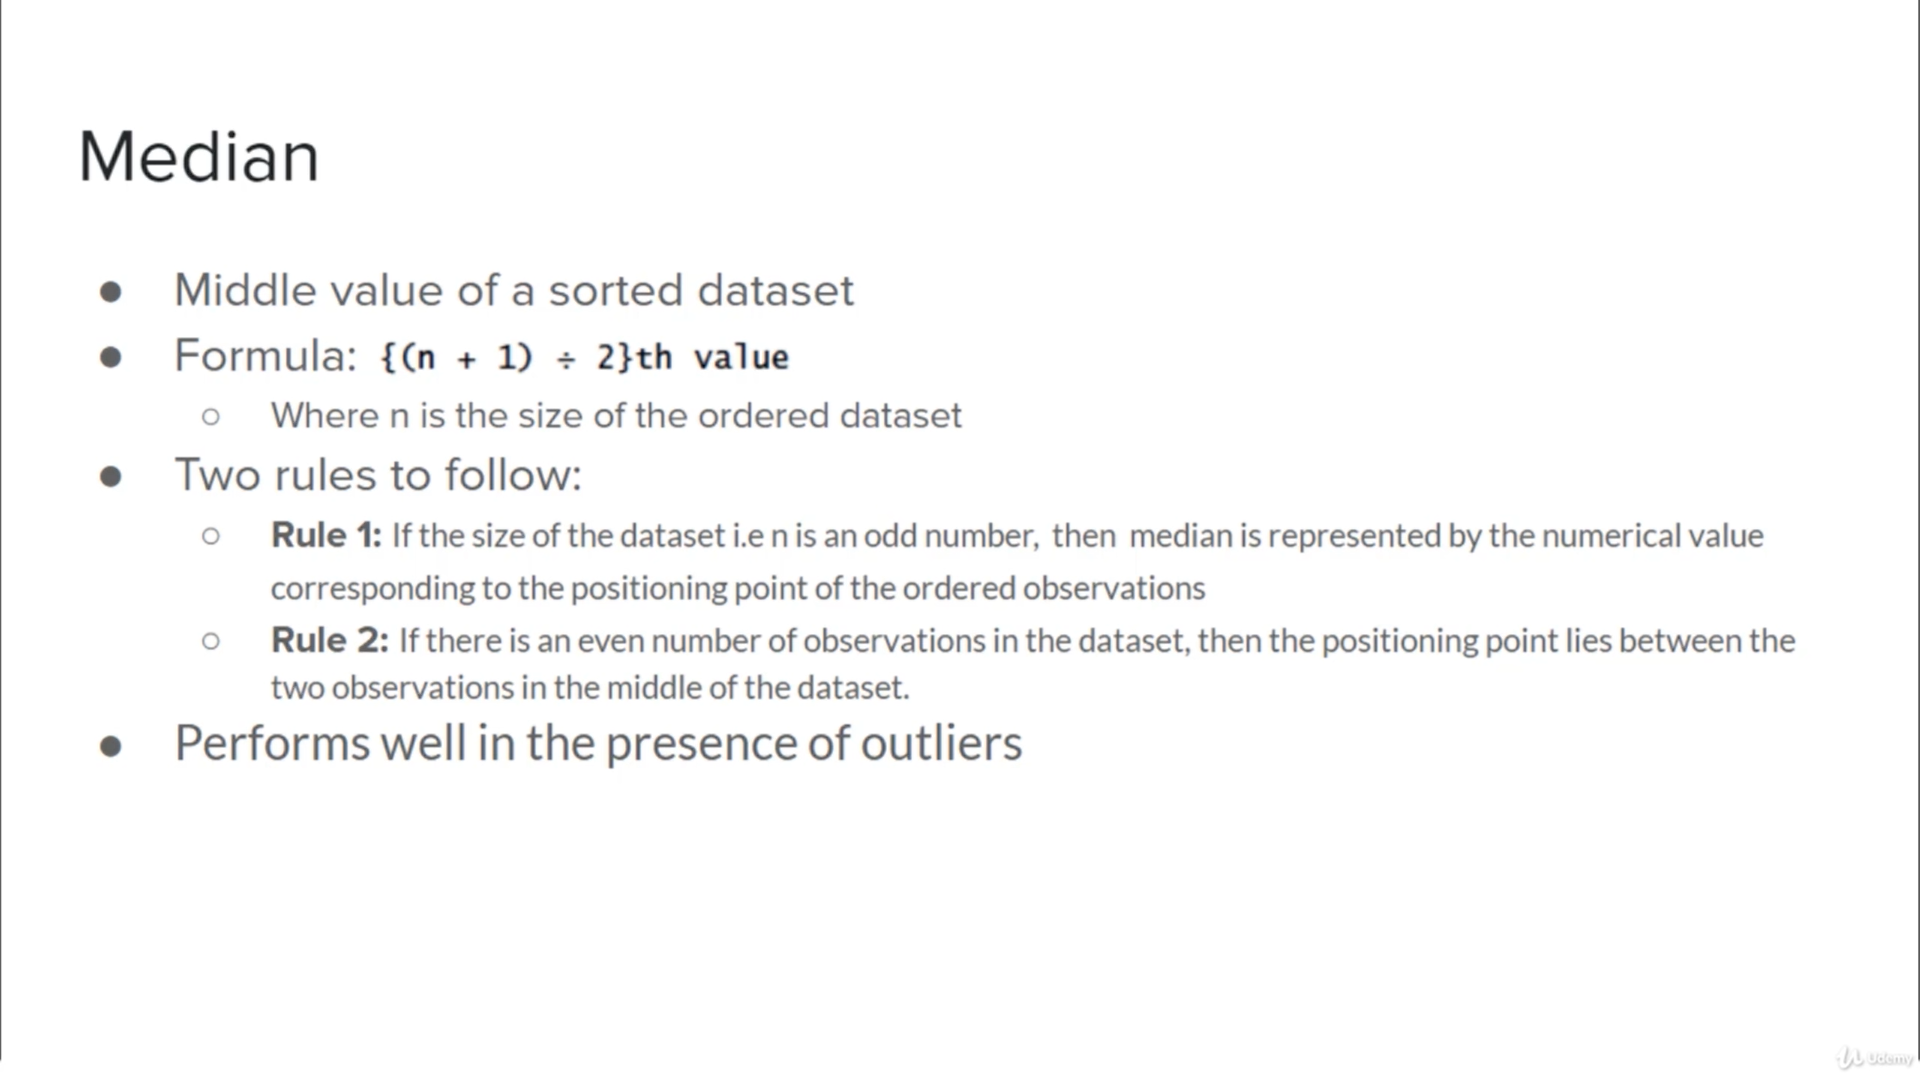 Median
● Middle value of a sorted dataset
● Formula: {(n + 1) ÷ 2}th value
○ Where n is the size of the ordered dataset
● Two rules to follow:
○ Rule 1: If the size of the dataset i.e n is an odd number, then median is represented by the numerical value
corresponding to the positioning point of the ordered observations
○ Rule 2: If there is an even number of observations in the dataset, then the positioning point lies between the
two observations in the middle of the dataset.
● Performs well in the presence of outliers
Udemy